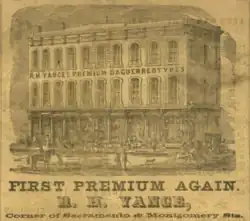 R.H. VANCE'S PREMIUM DAGUERREOTYPES
FIRST PREMIUM AGAIN.
R. H. VANCE,
Corner of Sacramento & Montgomery Sts.